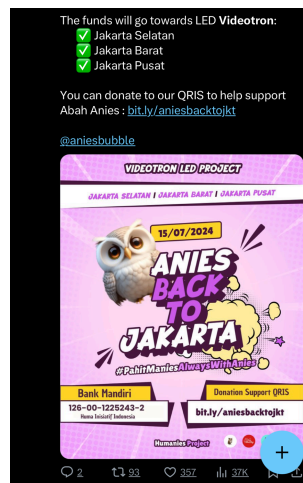 The funds will go towards LED Videotron:
✅ Jakarta Selatan
✅ Jakarta Barat
✅ Jakarta Pusat
You can donate to our QRIS to help support
Abah Anies : bit.ly/aniesbacktojkt
@aniesbubble
VIDEOTRON LED PROJECT
JAKARTA SELATAN I JAKARTA BARAT I JAKARTA PUSAT
15/07/2024
ANIES
BACK
TO
JAKARTA
#PahitManiesAlwaysWithAnies
Bank Mandiri
126-00-1225243-2
Huma Inisiatif Indonesia
Donation Support QRIS
bit.ly/aniesbacktojkt
Humanies Project
2 93 357 37K